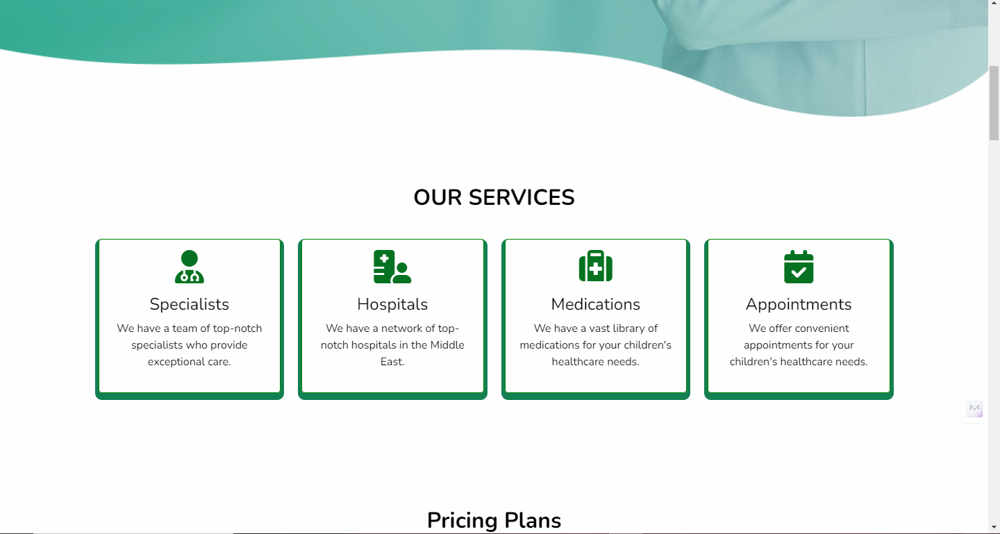 OUR SERVICES
Specialists
We have a team of top-notch
specialists who provide
exceptional care.
Hospitals
We have a network of top-
notch hospitals in the Middle
East.
Medications
We have a vast library of
medications for your children's
healthcare needs.
Appointments
We offer convenient
appointments for your
children's healthcare needs.
Pricing Plans